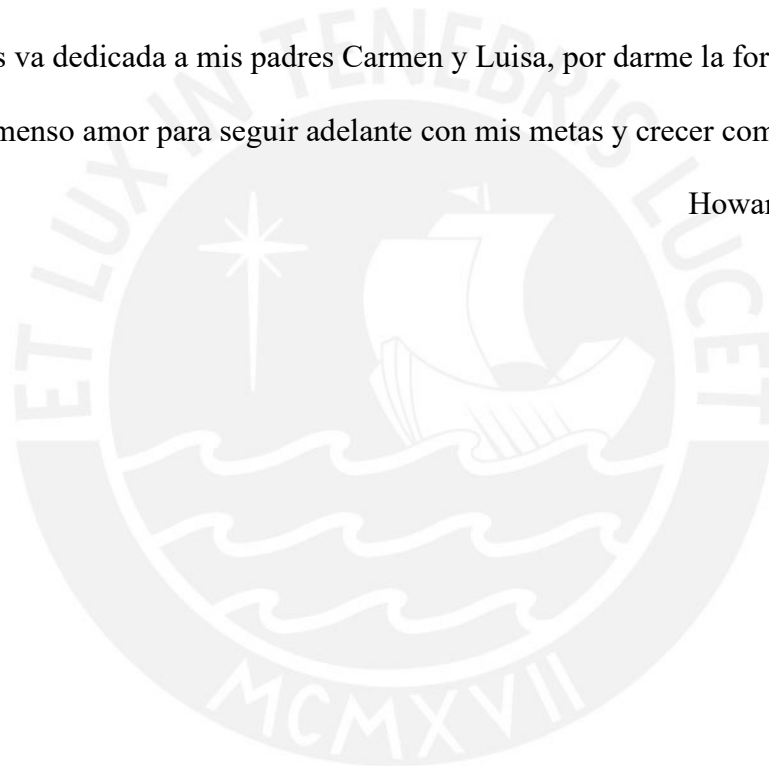 s va dedicada a mis padres Carmen y Luisa, por darme la for
menso amor para seguir adelante con mis metas y crecer com
Howar
ET LUX IN TENEBRIS LUCET
MCMXVII